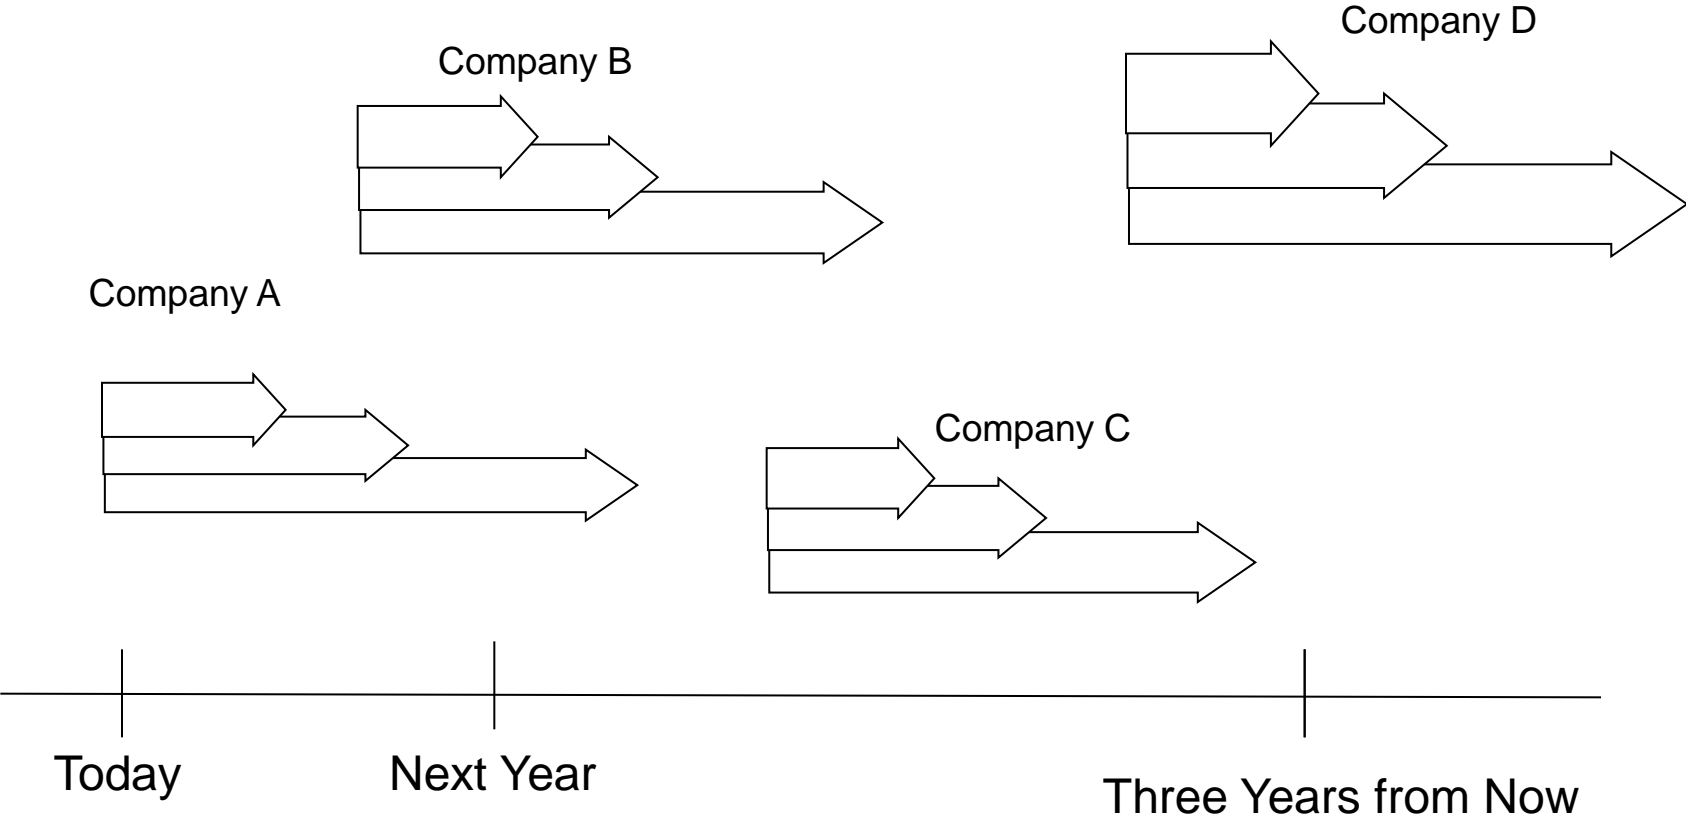 Company D
Company B
Company A
Company C
Today
Next Year
Three Years from Now